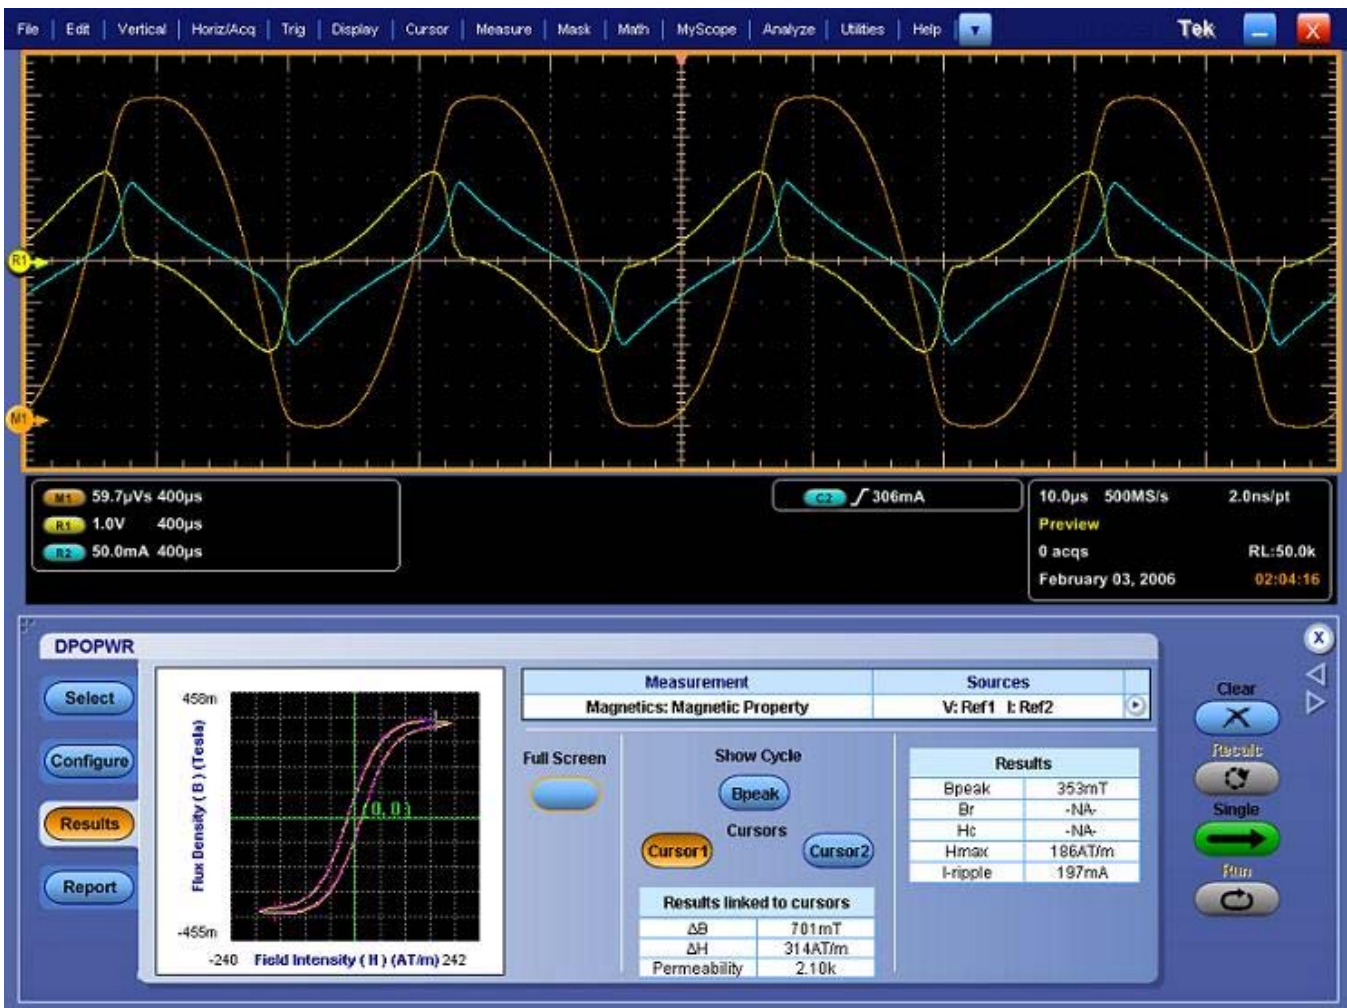 File | Edit | Vertical | Horiz/Acq | Trig | Display | Cursor | Measure | Mask | Math | MyScope | Analyze | Utilities | Help Tek X
R1
M1
M1 59.7µVs 400µs
R1 1.0V 400µs
R2 50.0mA 400µs
C2 306mA
10.0µs 500MS/s 2.0ns/pt
Preview
0 acqs RL:50.0k
February 03, 2006 02:04:16
DPOPWR
X
Select
Configure
Results
Report
458m
Flux Density ( B ) (Tesla)
(0, 0)
-455m
-240 Field Intensity ( H ) (AT/m) 242
Measurement Sources
Magnetics: Magnetic Property V: Ref1 I: Ref2
Full Screen
Show Cycle
Bpeak
Cursors
Cursor1 Cursor2
Results linked to cursors
ΔB 701mT
ΔH 314AT/m
Permeability 2.10k
Results
Bpeak 353mT
Br -NA-
Hc -NA-
Hmax 186AT/m
I-ripple 197mA
Clear
Recalc
Single
Run